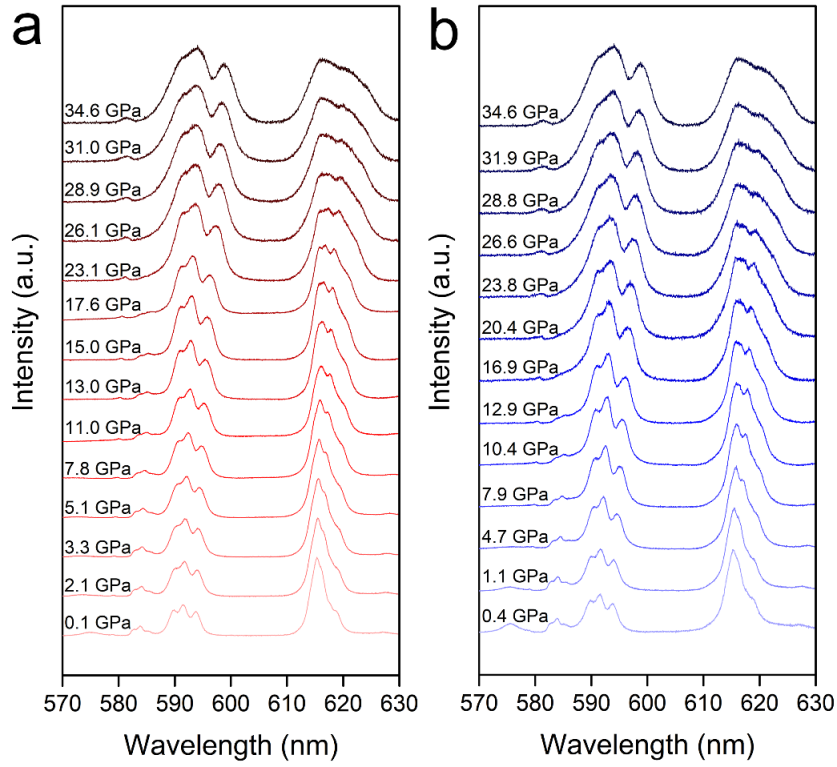 a
34.6 GPa
31.0 GPa
28.9 GPa
26.1 GPa
23.1 GPa
17.6 GPa
15.0 GPa
13.0 GPa
11.0 GPa
7.8 GPa
5.1 GPa
3.3 GPa
2.1 GPa
0.1 GPa
570 580 590 600 610 620 630
Wavelength (nm)
Intensity (a.u.)
b
34.6 GPa
31.9 GPa
28.8 GPa
26.6 GPa
23.8 GPa
20.4 GPa
16.9 GPa
12.9 GPa
10.4 GPa
7.9 GPa
4.7 GPa
1.1 GPa
0.4 GPa
570 580 590 600 610 620 630
Wavelength (nm)
Intensity (a.u.)